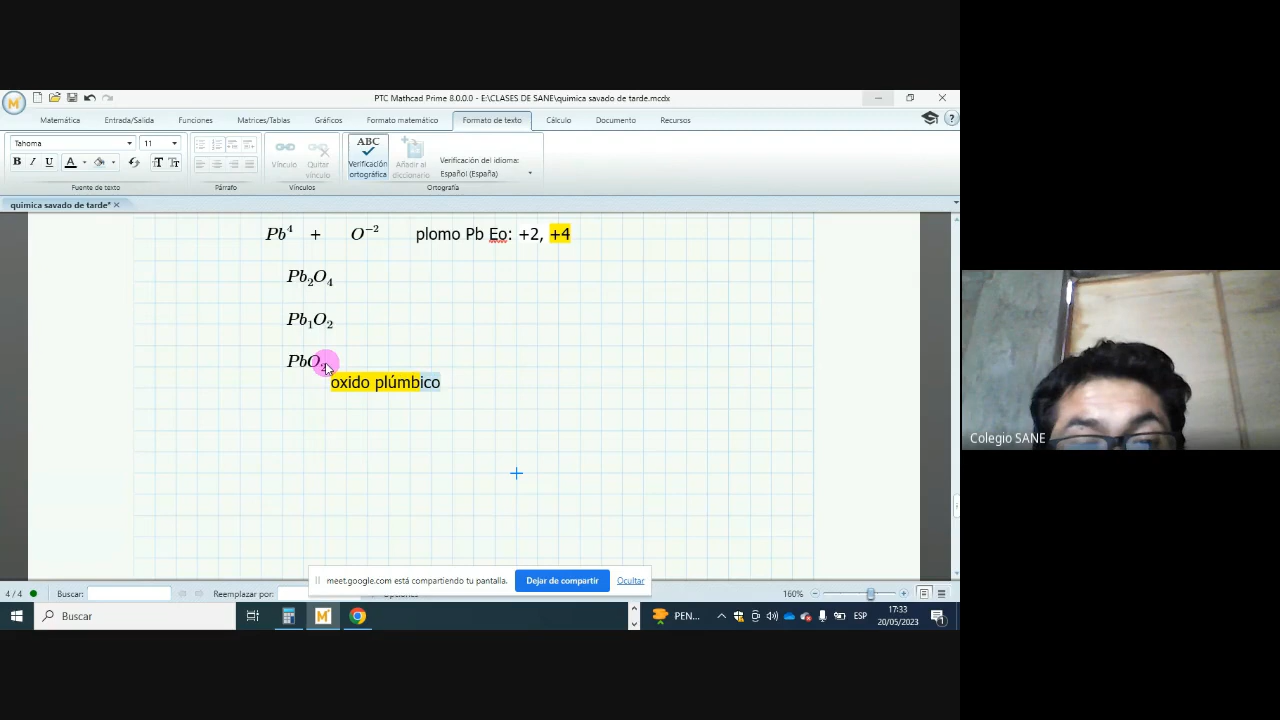 PTC Mathcad Prime 8.0.0.0 - E:\CLASES DE SANE\quimica savado de tarde.mcdx
Matemática Entrada/Salida Funciones Matrices/Tablas Gráficos Formato matemático Formato de texto Cálculo Documento Recursos
Tahoma 11
B I U A
Fuente de texto
Párrafo
Vínculo
Quitar vínculo
Vínculos
ABC
Verificación ortográfica
Añadir al diccionario
Verificación del idioma:
Español (España)
Ortografía
quimica savado de tarde*
Pb⁴ + O⁻² plomo Pb Eo: +2, +4
Pb₂O₄
Pb₁O₂
PbO₂
oxido plúmbico
Colegio SANE
meet.google.com está compartiendo tu pantalla. Dejar de compartir Ocultar
4 / 4 Buscar: Reemplazar por: 160%
Buscar
PEN...
ESP
17:33
20/05/2023